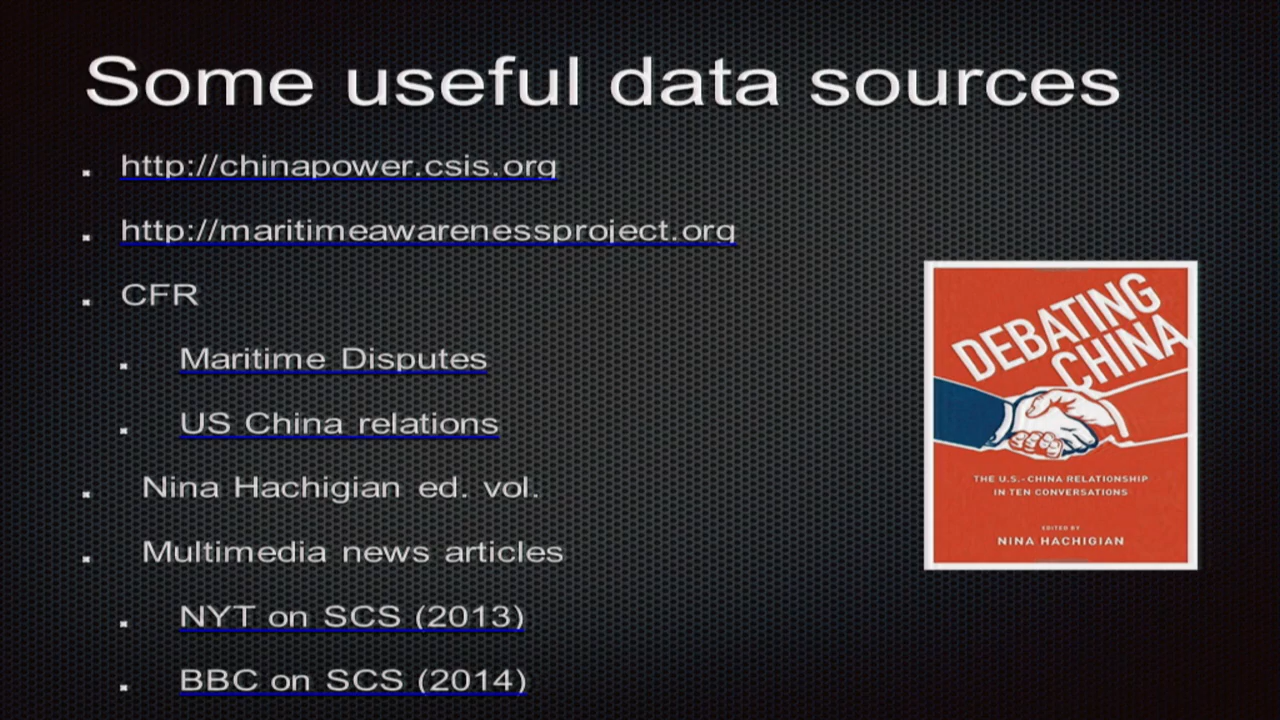 Some useful data sources
http://chinapower.csis.org
http://maritimeawarenessproject.org
CFR
Maritime Disputes
US China relations
Nina Hachigian ed. vol.
Multimedia news articles
NYT on SCS (2013)
BBC on SCS (2014)
DEBATING
CHINA
THE U.S.-CHINA RELATIONSHIP
IN TEN CONVERSATIONS
EDITED BY
NINA HACHIGIAN